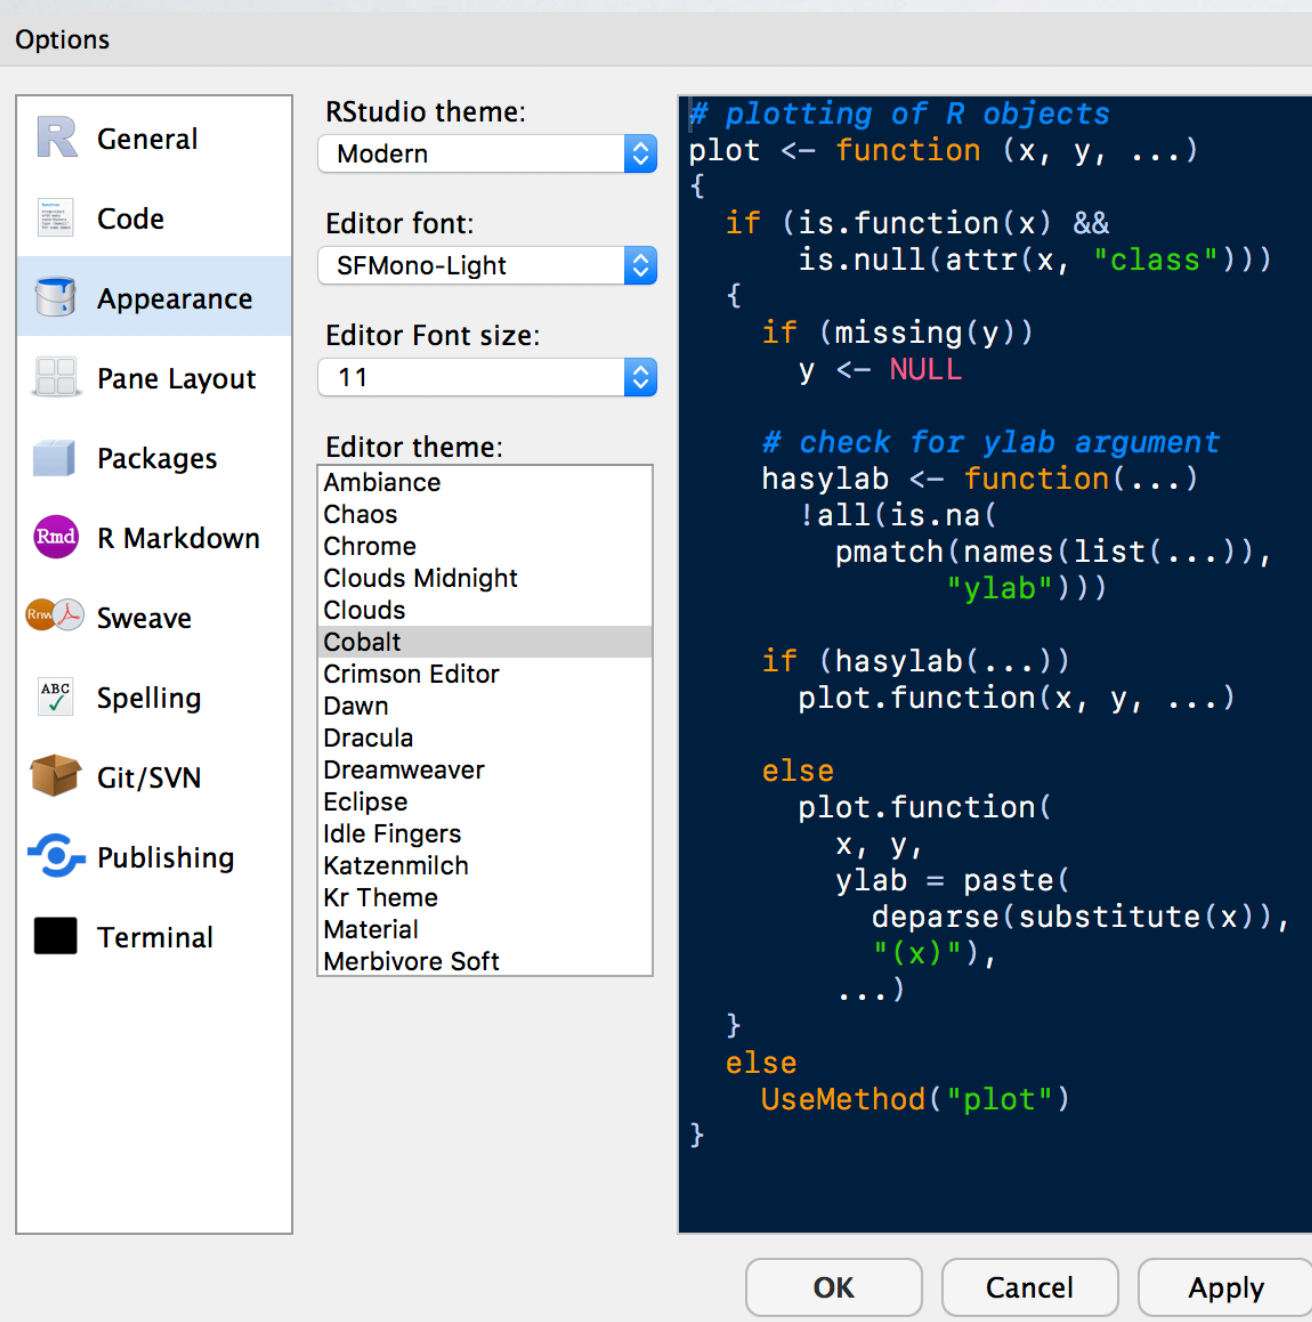 Options
General
Code
Appearance
Pane Layout
Rmd R Markdown
Rnw Sweave
ABC Spelling
Git/SVN
Publishing
Terminal
RStudio theme:
Modern
Editor font:
SFMono-Light
Editor Font size:
11
Editor theme:
Ambiance
Chaos
Chrome
Clouds Midnight
Clouds
Cobalt
Crimson Editor
Dawn
Dracula
Dreamweaver
Eclipse
Idle Fingers
Katzenmilch
Kr Theme
Material
Merbivore Soft
# plotting of R objects
plot <- function (x, y, ...)
{
  if (is.function(x) &&
      is.null(attr(x, "class")))
  {
    if (missing(y))
      y <- NULL

    # check for ylab argument
    hasylab <- function(...)
      !all(is.na(
        pmatch(names(list(...)),
              "ylab")))

    if (hasylab(...))
      plot.function(x, y, ...)

    else
      plot.function(
        x, y,
        ylab = paste(
          deparse(substitute(x)),
          "(x)"),
        ...)
  }
  else
    UseMethod("plot")
}
OK
Cancel
Apply